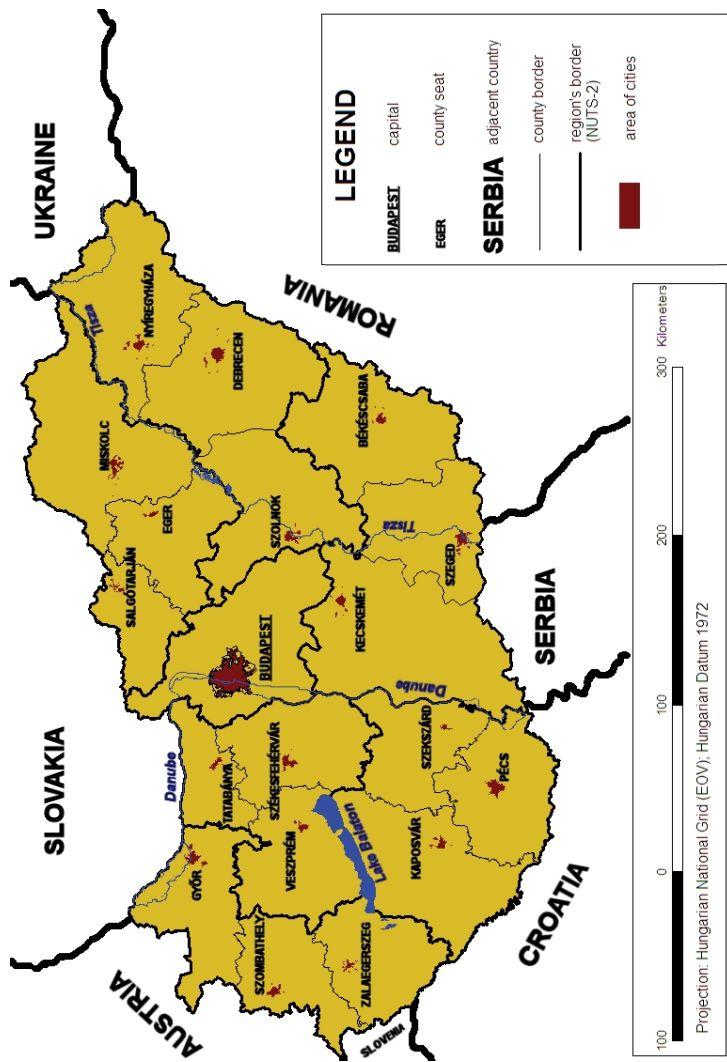 UKRAINE
SLOVAKIA
AUSTRIA
SLOVENIA
CROATIA
SERBIA
ROMANIA
Tisza
NYÍREGYHÁZA
DEBRECEN
MISKOLC
EGER
SALGÓTARJÁN
SZOLNOK
BÉKÉSCSABA
Tisza
SZEGED
KECSKEMÉT
BUDAPEST
Danube
Danube
TATABÁNYA
SZÉKESFEHÉRVÁR
SZEKSZÁRD
PÉCS
GYŐR
VESZPRÉM
Lake Balaton
KAPOSVÁR
SZOMBATHELY
ZALAEGERSZEG
LEGEND
BUDAPEST capital
EGER county seat
SERBIA adjacent country
county border
region's border
(NUTS-2)
area of cities
100 0 100 200 300 Kilometers
Projection: Hungarian National Grid (EOV); Hungarian Datum 1972